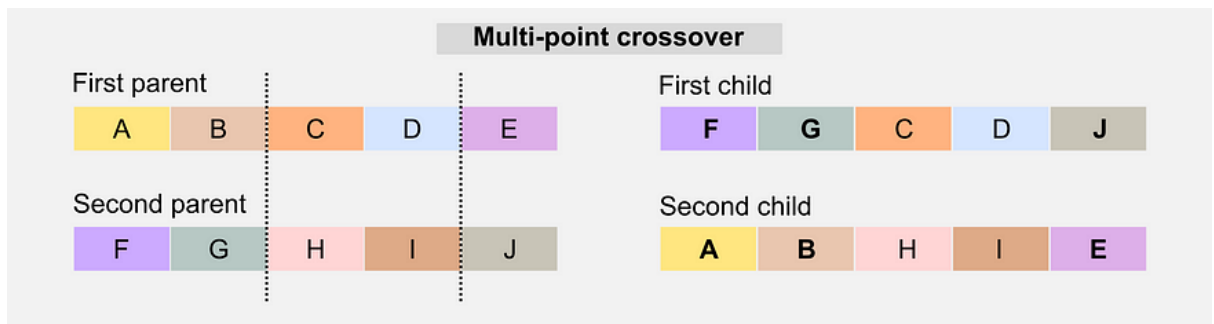 Multi-point crossover
First parent
A B C D E
Second parent
F G H I J
First child
F G C D J
Second child
A B H I E